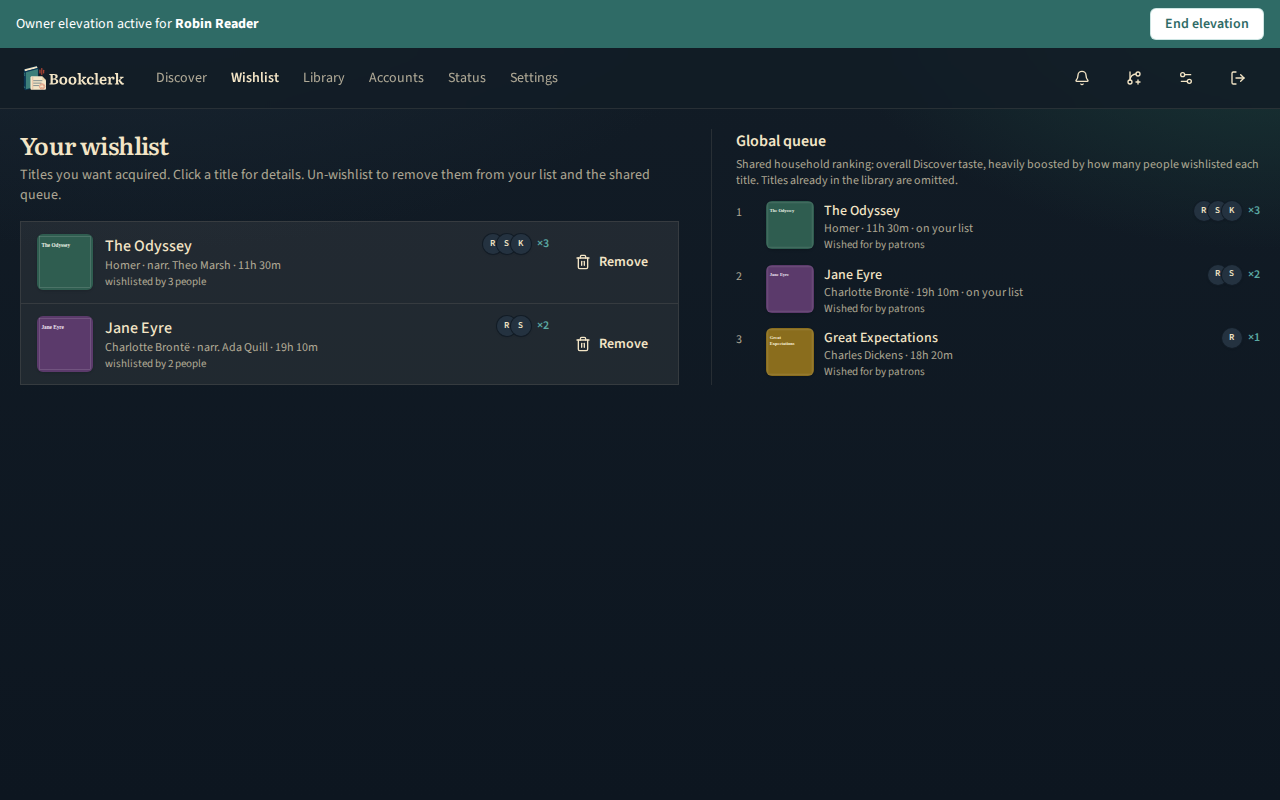 Owner elevation active for Robin Reader
End elevation
Bookclerk
Discover
Wishlist
Library
Accounts
Status
Settings
Your wishlist
Titles you want acquired. Click a title for details. Un-wishlist to remove them from your list and the shared
queue.
The Odyssey
The Odyssey
Homer · narr. Theo Marsh · 11h 30m
wishlisted by 3 people
R S K ×3
Remove
Jane Eyre
Jane Eyre
Charlotte Brontë · narr. Ada Quill · 19h 10m
wishlisted by 2 people
R S ×2
Remove
Global queue
Shared household ranking: overall Discover taste, heavily boosted by how many people wishlisted each
title. Titles already in the library are omitted.
1
The Odyssey
The Odyssey
Homer · 11h 30m · on your list
Wished for by patrons
R S K ×3
2
Jane Eyre
Jane Eyre
Charlotte Brontë · 19h 10m · on your list
Wished for by patrons
R S ×2
3
Great
Expectations
Great Expectations
Charles Dickens · 18h 20m
Wished for by patrons
R ×1